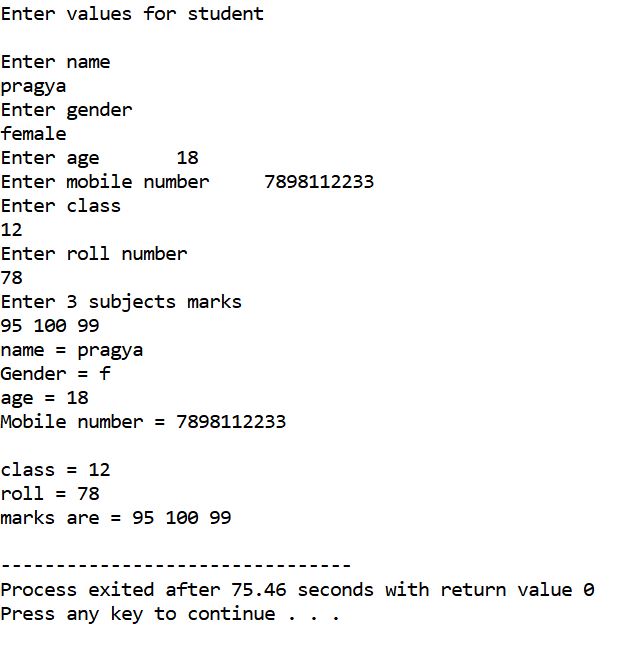 Enter values for student
Enter name
pragya
Enter gender
female
Enter age 18
Enter mobile number 7898112233
Enter class
12
Enter roll number
78
Enter 3 subjects marks
95 100 99
name = pragya
Gender = f
age = 18
Mobile number = 7898112233
class = 12
roll = 78
marks are = 95 100 99
--------------------------------
Process exited after 75.46 seconds with return value 0
Press any key to continue . . .